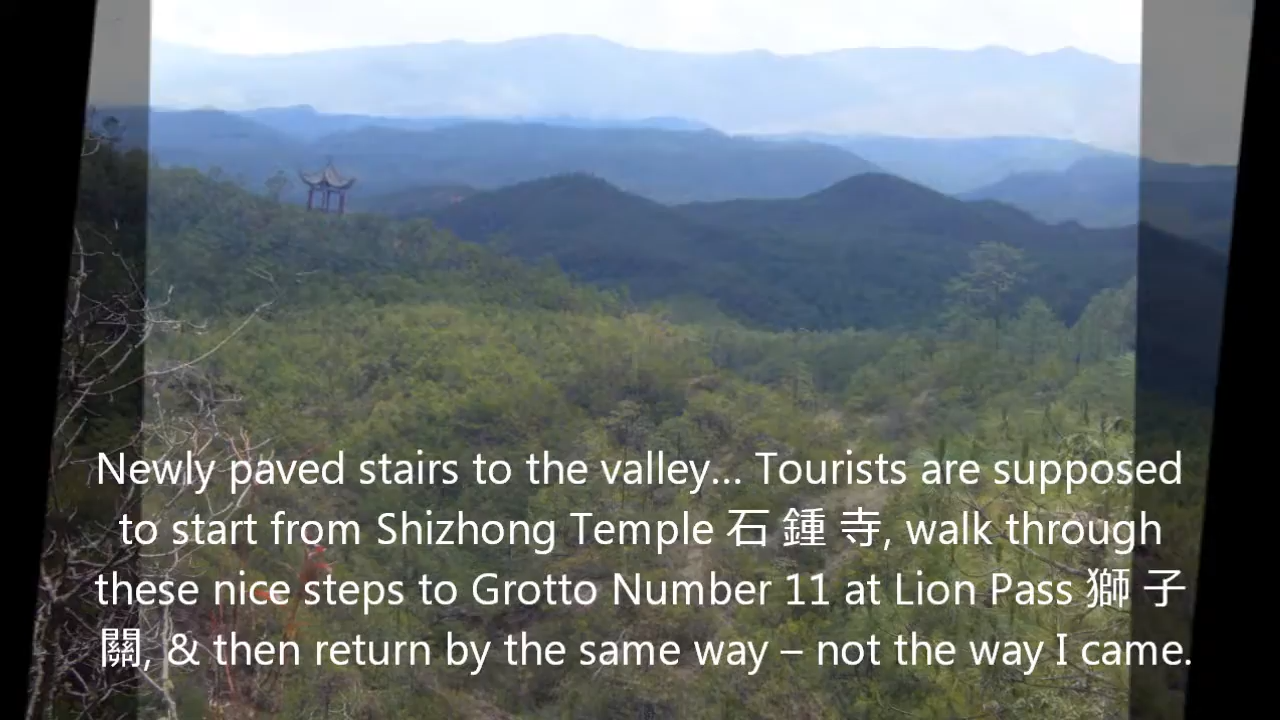 Newly paved stairs to the valley... Tourists are supposed
to start from Shizhong Temple 石 鍾 寺, walk through
these nice steps to Grotto Number 11 at Lion Pass 獅 子
關, & then return by the same way – not the way I came.